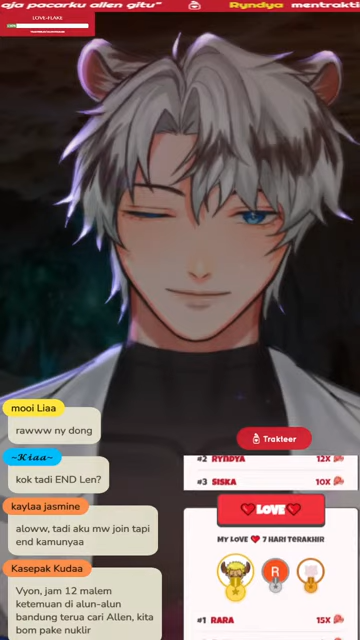 aja pacarku allen gitu"
Ryndya mentrakti
LOVE-FLAKE
mooi Liaa
rawww ny dong
~Kiaa~
kok tadi END Len?
kaylaa jasmine
aloww, tadi aku mw join tapi
end kamunyaa
Kasepak Kudaa
Vyon, jam 12 malem
ketemuan di alun-alun
bandung terua cari Allen, kita
bom pake nuklir
Trakteer
#2 RYNDYA 12X
#3 SISKA 10X
LOVE
MY LOVE 7 HARI TERAKHIR
R
#1 RARA 15X